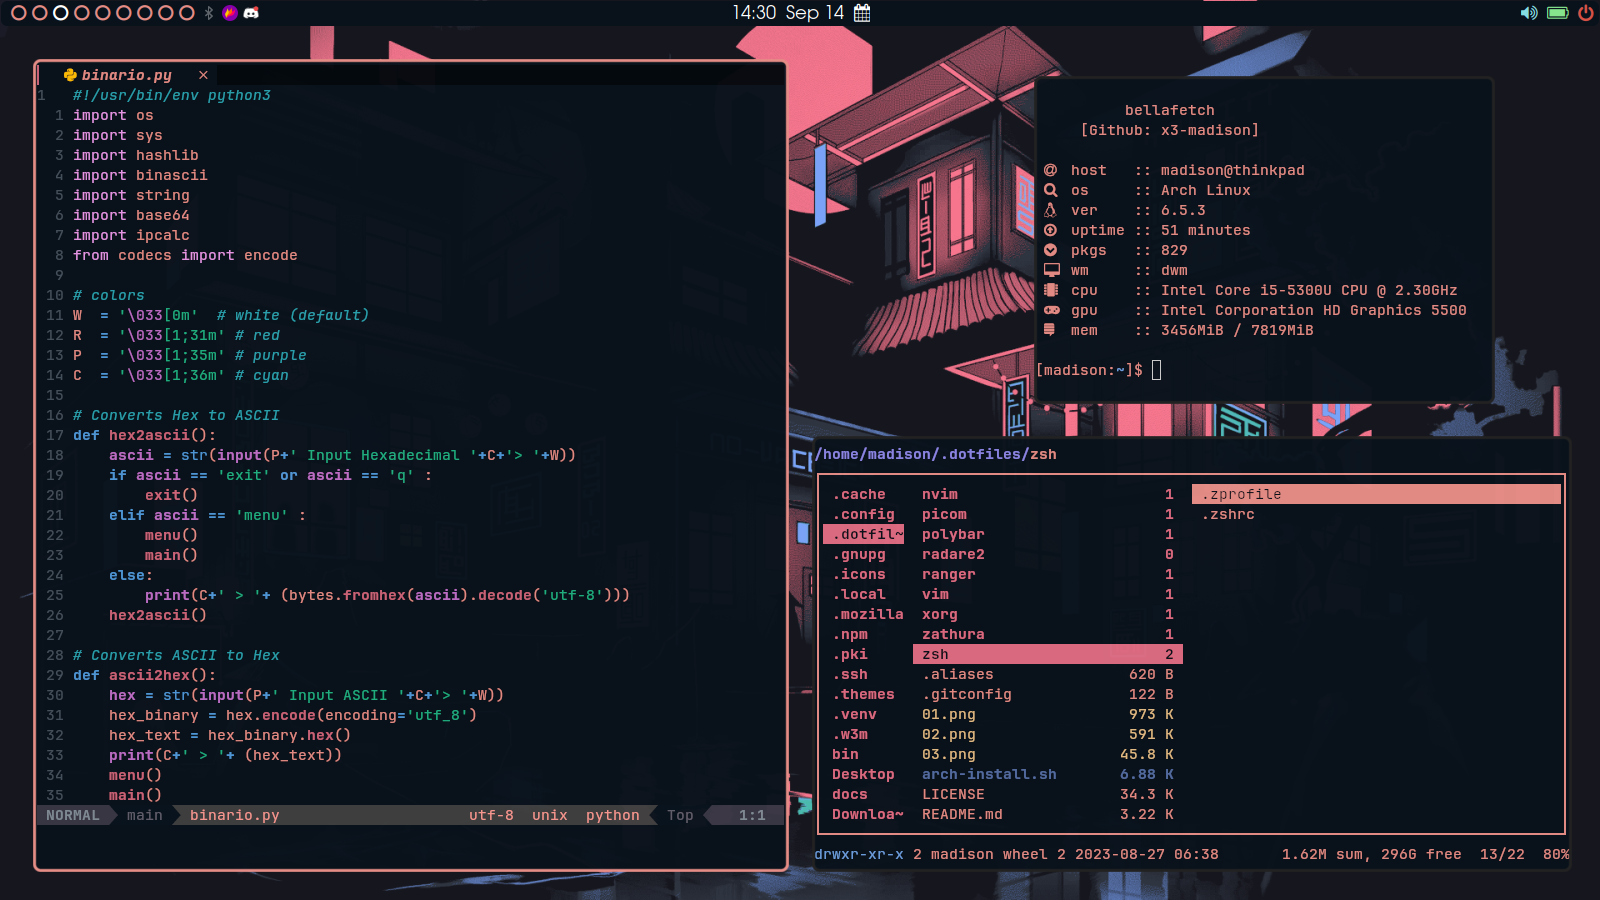 14:30 Sep 14
binario.py ×
1 #!/usr/bin/env python3
1 import os
2 import sys
3 import hashlib
4 import binascii
5 import string
6 import base64
7 import ipcalc
8 from codecs import encode
9
10 # colors
11 W  = '\033[0m'  # white (default)
12 R  = '\033[1;31m' # red
13 P  = '\033[1;35m' # purple
14 C  = '\033[1;36m' # cyan
15
16 # Converts Hex to ASCII
17 def hex2ascii():
18     ascii = str(input(P+' Input Hexadecimal '+C+'> '+W))
19     if ascii == 'exit' or ascii == 'q' :
20         exit()
21     elif ascii == 'menu' :
22         menu()
23         main()
24     else:
25         print(C+' > '+ (bytes.fromhex(ascii).decode('utf-8')))
26     hex2ascii()
27
28 # Converts ASCII to Hex
29 def ascii2hex():
30     hex = str(input(P+' Input ASCII '+C+'> '+W))
31     hex_binary = hex.encode(encoding='utf_8')
32     hex_text = hex_binary.hex()
33     print(C+' > '+ (hex_text))
34     menu()
35     main()
NORMAL main binario.py utf-8 unix python Top 1:1
bellafetch
[Github: x3-madison]
host :: madison@thinkpad
os :: Arch Linux
ver :: 6.5.3
uptime :: 51 minutes
pkgs :: 829
wm :: dwm
cpu :: Intel Core i5-5300U CPU @ 2.30GHz
gpu :: Intel Corporation HD Graphics 5500
mem :: 3456MiB / 7819MiB
[madison:~]$
/home/madison/.dotfiles/zsh
.cache nvim 1 .zprofile
.config picom 1 .zshrc
.dotfil~ polybar 1
.gnupg radare2 0
.icons ranger 1
.local vim 1
.mozilla xorg 1
.npm zathura 1
.pki zsh 2
.ssh .aliases 620 B
.themes .gitconfig 122 B
.venv 01.png 973 K
.w3m 02.png 591 K
bin 03.png 45.8 K
Desktop arch-install.sh 6.88 K
docs LICENSE 34.3 K
Downloa~ README.md 3.22 K
drwxr-xr-x 2 madison wheel 2 2023-08-27 06:38 1.62M sum, 296G free 13/22 80%